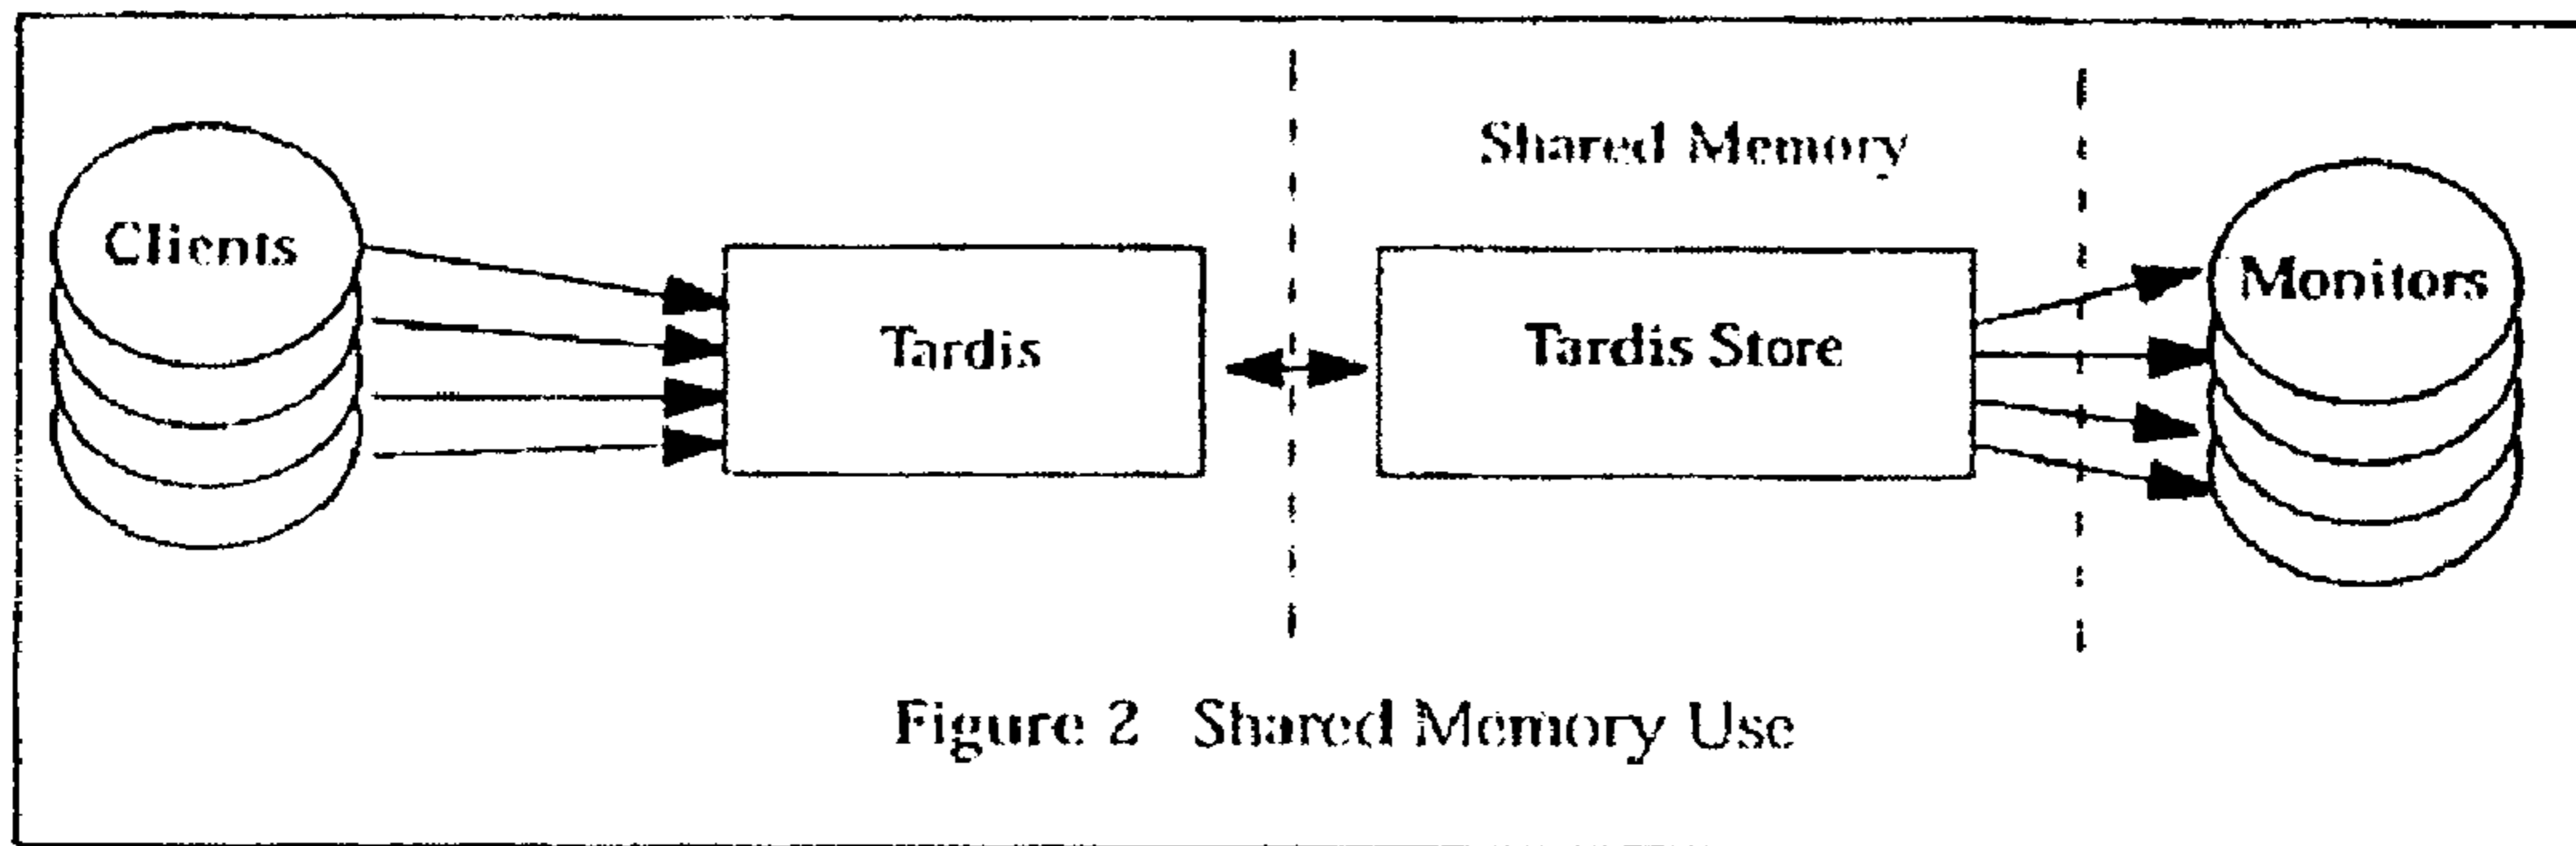 Shared Memory
Clients
Monitors
Tardis
Tardis Store
Figure 2 Shared Memory Use